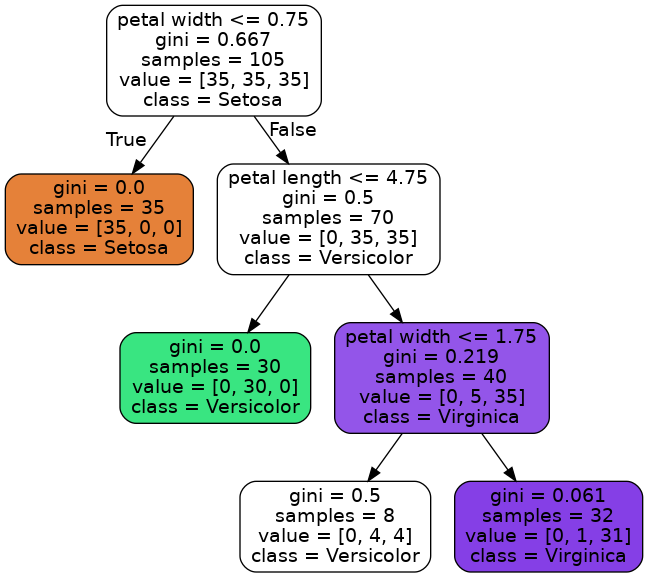 petal width <= 0.75
gini = 0.667
samples = 105
value = [35, 35, 35]
class = Setosa
True
False
gini = 0.0
samples = 35
value = [35, 0, 0]
class = Setosa
petal length <= 4.75
gini = 0.5
samples = 70
value = [0, 35, 35]
class = Versicolor
gini = 0.0
samples = 30
value = [0, 30, 0]
class = Versicolor
petal width <= 1.75
gini = 0.219
samples = 40
value = [0, 5, 35]
class = Virginica
gini = 0.5
samples = 8
value = [0, 4, 4]
class = Versicolor
gini = 0.061
samples = 32
value = [0, 1, 31]
class = Virginica